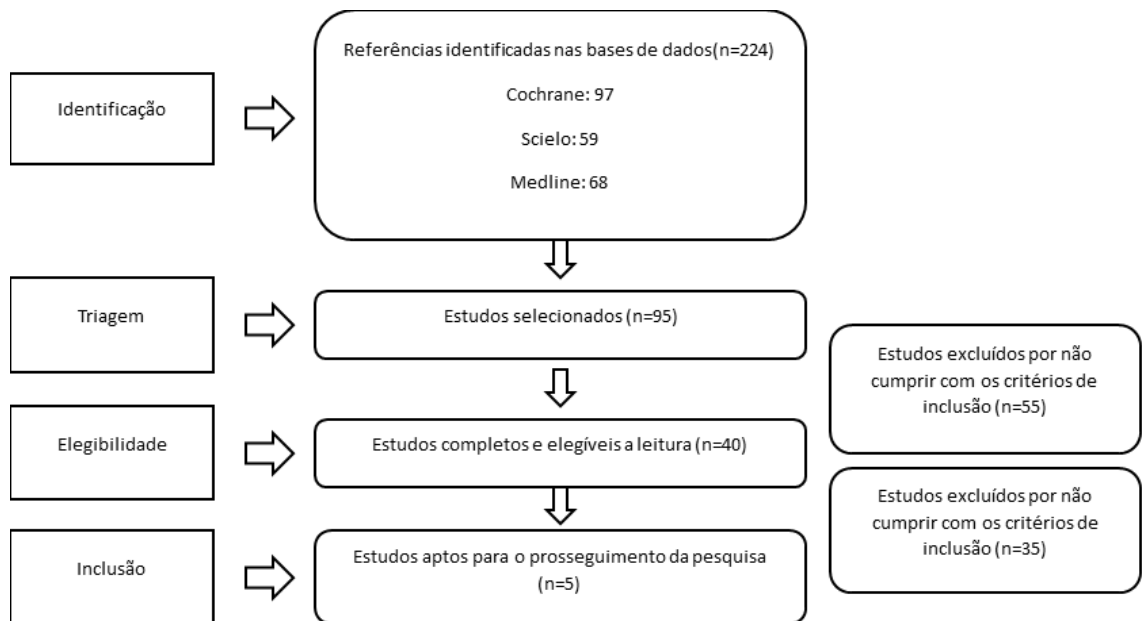 Identificação
Referências identificadas nas bases de dados(n=224)
Cochrane: 97
Scielo: 59
Medline: 68
Triagem
Estudos selecionados (n=95)
Estudos excluídos por não
cumprir com os critérios de
inclusão (n=55)
Elegibilidade
Estudos completos e elegíveis a leitura (n=40)
Estudos excluídos por não
cumprir com os critérios de
inclusão (n=35)
Inclusão
Estudos aptos para o prosseguimento da pesquisa
(n=5)